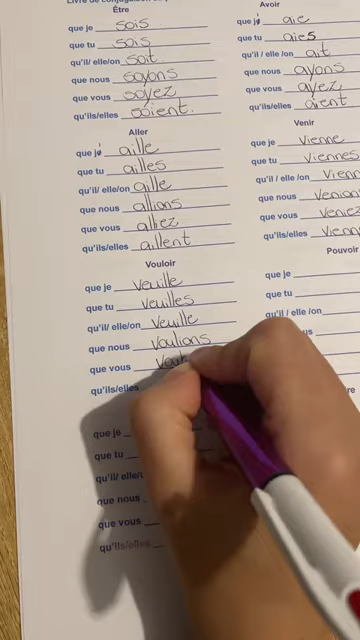 Livre de conjugaison
Être
que je sois
que tu sois
qu'il/ elle/on soit
que nous soyons
que vous soyez
qu'ils/elles soient.
Avoir
que j' aie
que tu aies
qu'il / elle /on ait
que nous ayons
que vous ayez
qu'ils/elles aient
Aller
que j' aille
que tu ailles
qu'il/ elle/on aille
que nous allions
que vous alliez
qu'ils/elles aillent
Venir
que je vienne
que tu viennes
qu'il / elle /on
que nous
que vous
qu'ils/elles
Vouloir
que je veuille
que tu veuilles
qu'il/ elle/on veuille
que nous voulions
que vous
qu'ils/elles
Pouvoir
que je
que tu
qu'il / elle /on
que je
que tu
qu'il/ elle/
que nous
que vous
qu'ils/elles